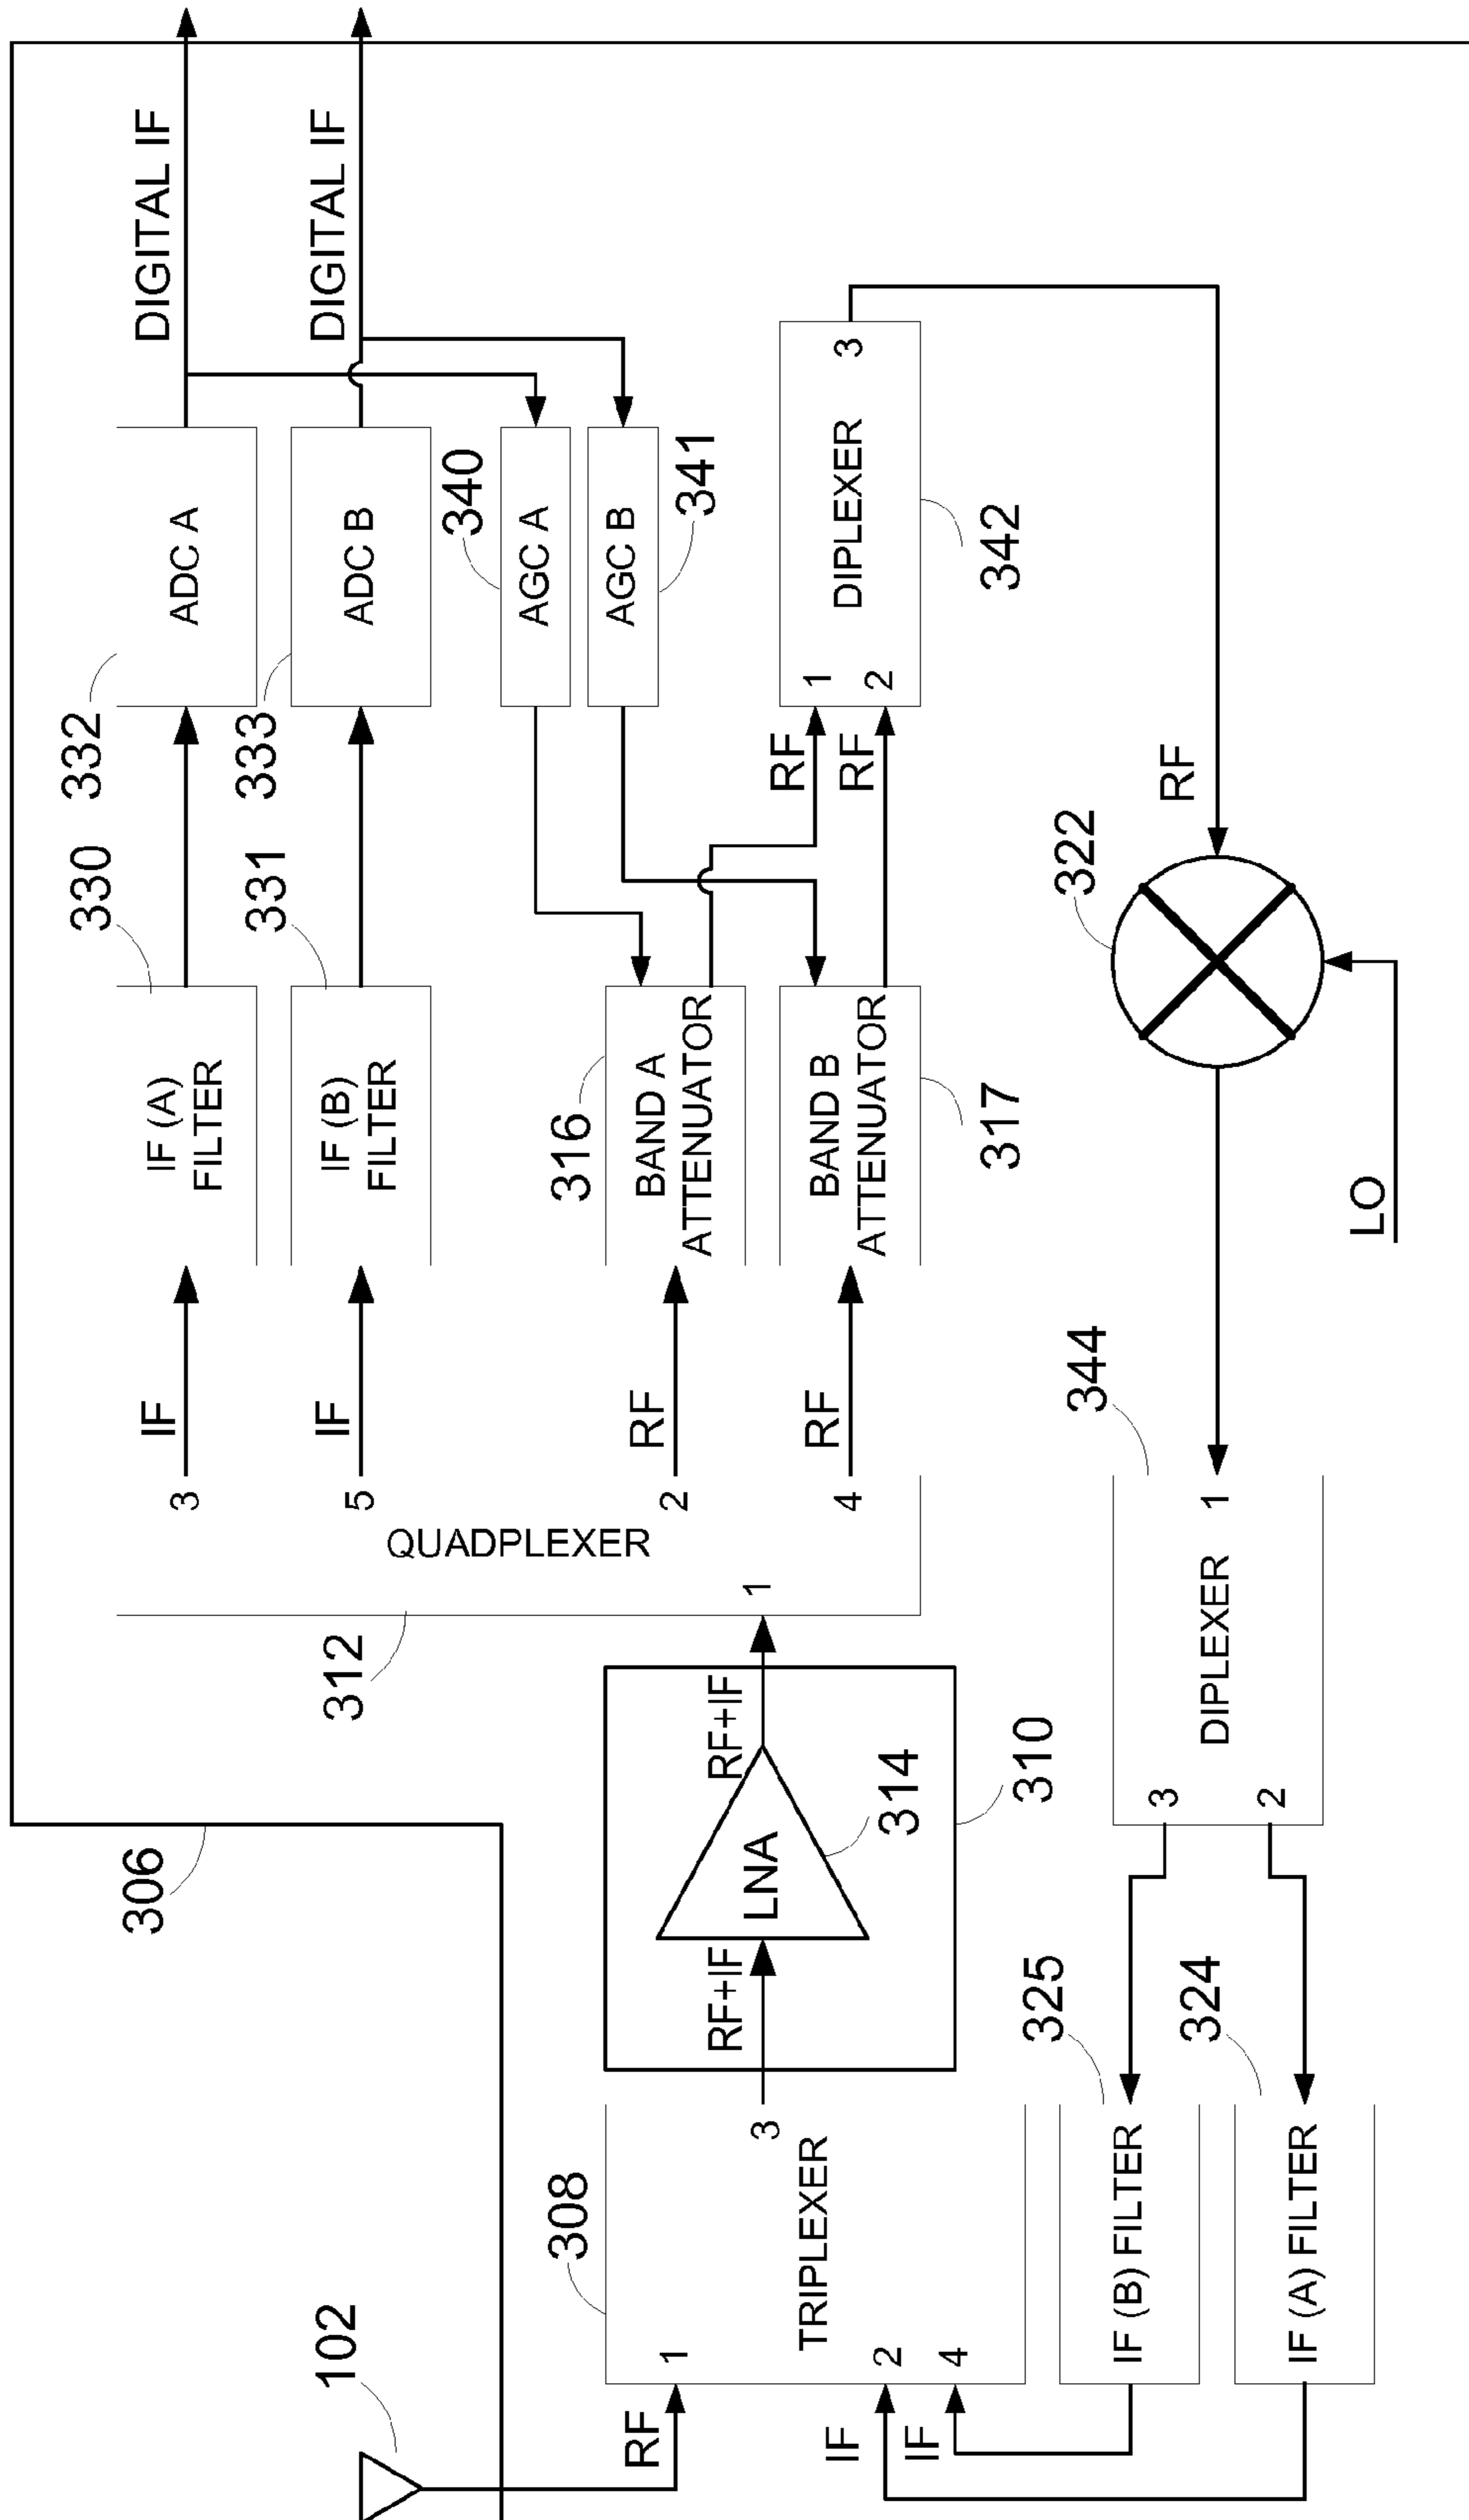 DIGITAL IF
DIGITAL IF
332
ADC A
330
IF (A)
FILTER
IF
3
333
ADC B
331
IF (B)
FILTER
IF
5
340
AGC A
AGC B
341
316
BAND A
ATTENUATOR
RF
2
BAND B
ATTENUATOR
317
RF
4
RF
RF
1
2
DIPLEXER
3
342
QUADPLEXER
1
312
306
RF+IF
LNA
RF+IF
314
310
3
TRIPLEXER
308
1
2
4
RF
102
IF
IF
RF
322
LO
344
1
DIPLEXER
3
2
325
IF (B) FILTER
324
IF (A) FILTER